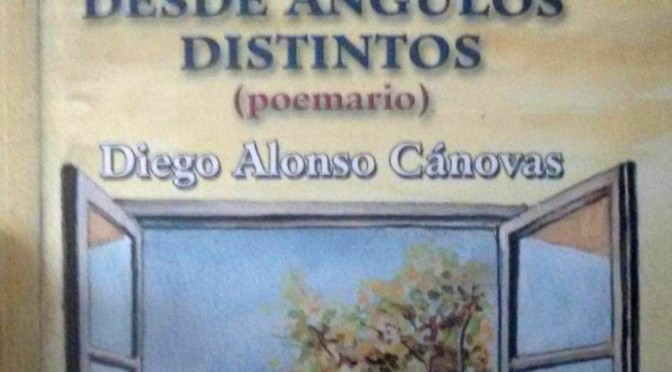 DESDE ÁNGULOS
DISTINTOS
(poemario)
Diego Alonso Cánovas